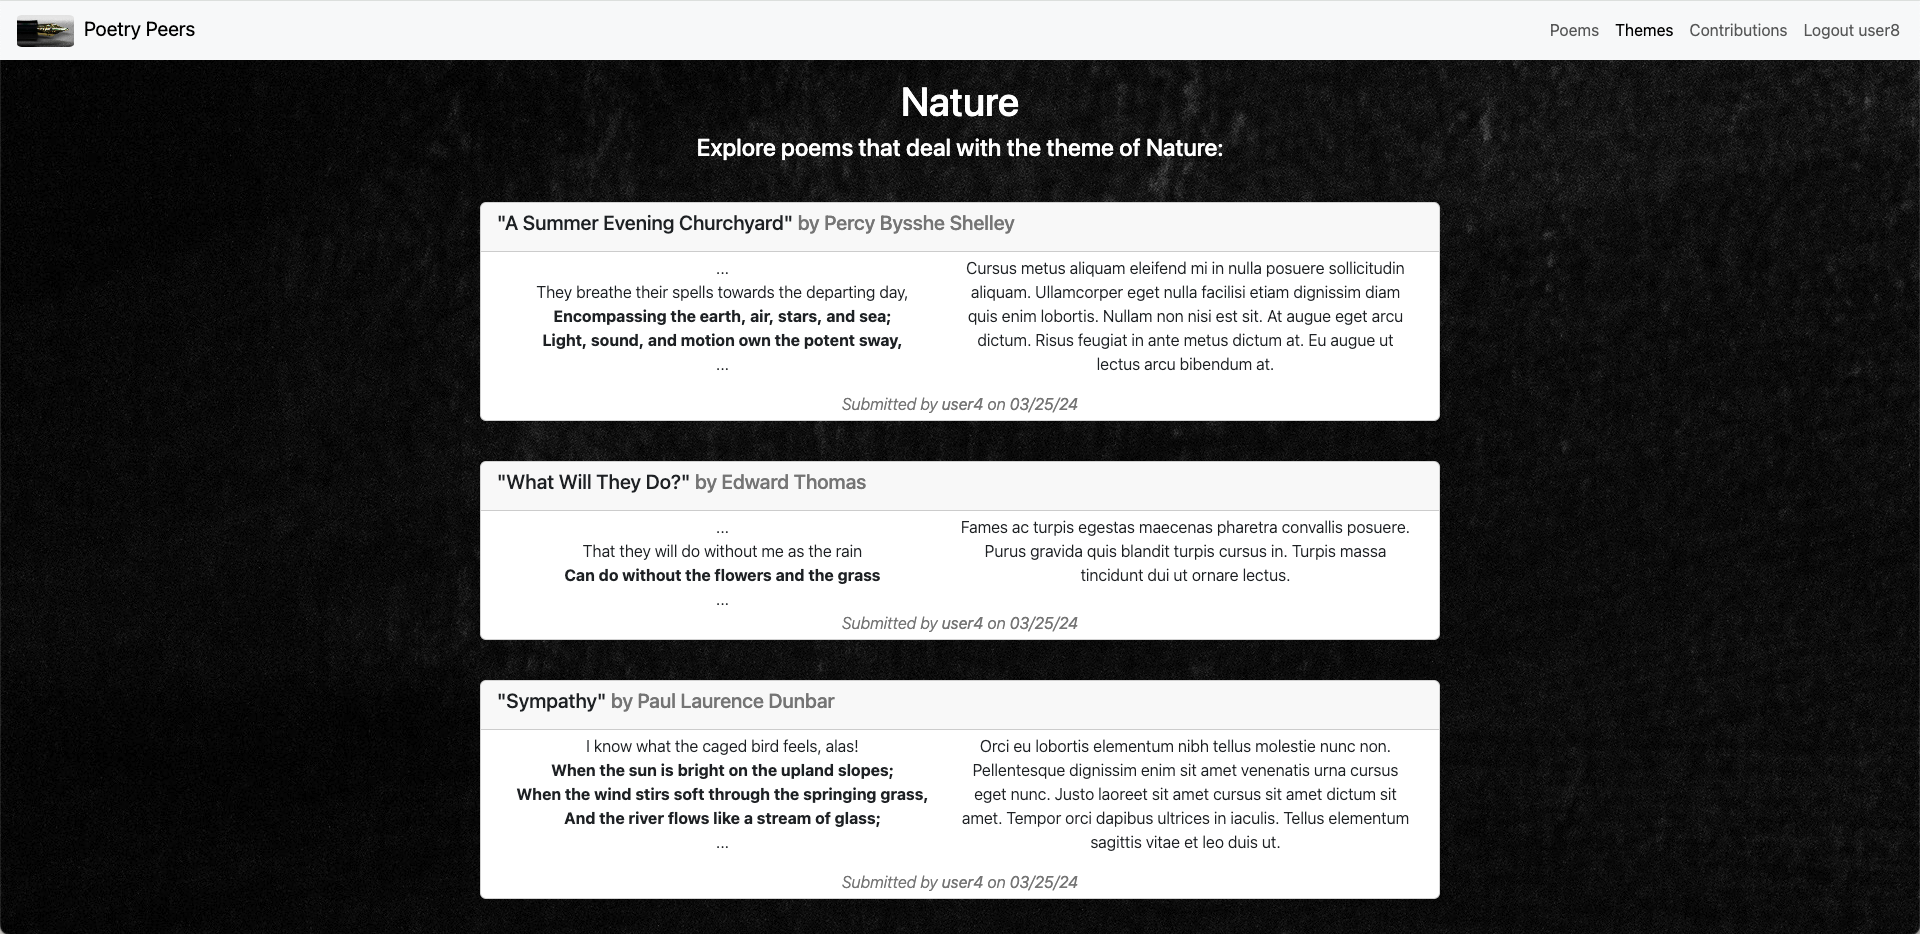 Poetry Peers
Poems Themes Contributions Logout user8
Nature
Explore poems that deal with the theme of Nature:
"A Summer Evening Churchyard" by Percy Bysshe Shelley
...
They breathe their spells towards the departing day,
Encompassing the earth, air, stars, and sea;
Light, sound, and motion own the potent sway,
...
Cursus metus aliquam eleifend mi in nulla posuere sollicitudin
aliquam. Ullamcorper eget nulla facilisi etiam dignissim diam
quis enim lobortis. Nullam non nisi est sit. At augue eget arcu
dictum. Risus feugiat in ante metus dictum at. Eu augue ut
lectus arcu bibendum at.
Submitted by user4 on 03/25/24
"What Will They Do?" by Edward Thomas
...
That they will do without me as the rain
Can do without the flowers and the grass
...
Fames ac turpis egestas maecenas pharetra convallis posuere.
Purus gravida quis blandit turpis cursus in. Turpis massa
tincidunt dui ut ornare lectus.
Submitted by user4 on 03/25/24
"Sympathy" by Paul Laurence Dunbar
I know what the caged bird feels, alas!
When the sun is bright on the upland slopes;
When the wind stirs soft through the springing grass,
And the river flows like a stream of glass;
...
Orci eu lobortis elementum nibh tellus molestie nunc non.
Pellentesque dignissim enim sit amet venenatis urna cursus
eget nunc. Justo laoreet sit amet cursus sit amet dictum sit
amet. Tempor orci dapibus ultrices in iaculis. Tellus elementum
sagittis vitae et leo duis ut.
Submitted by user4 on 03/25/24